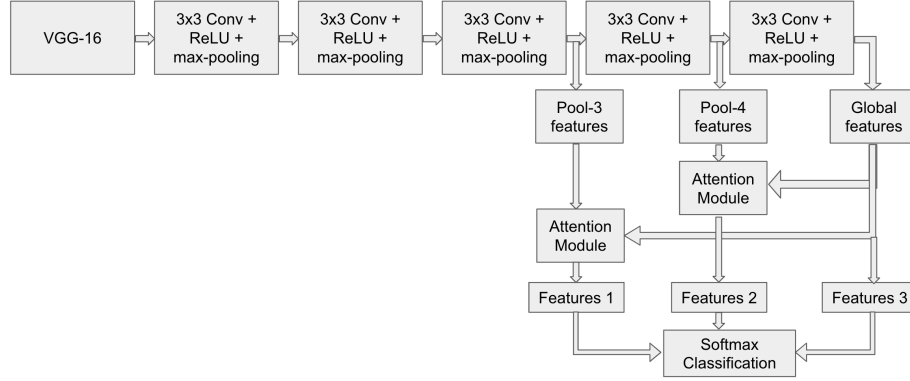 VGG-16
3x3 Conv +
ReLU +
max-pooling
3x3 Conv +
ReLU +
max-pooling
3x3 Conv +
ReLU +
max-pooling
3x3 Conv +
ReLU +
max-pooling
3x3 Conv +
ReLU +
max-pooling
Pool-3
features
Pool-4
features
Global
features
Attention
Module
Attention
Module
Features 1
Features 2
Features 3
Softmax
Classification